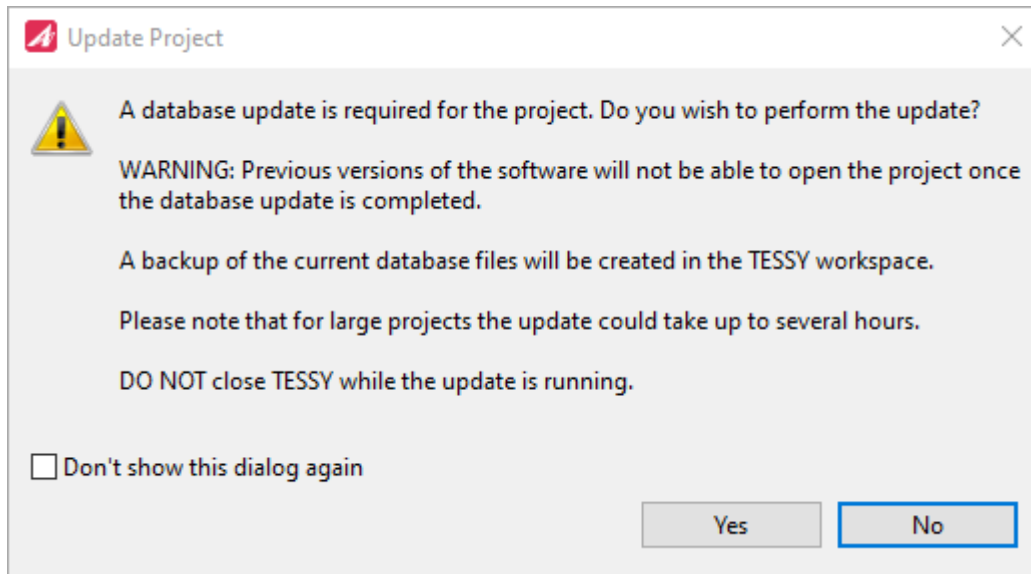 Update Project
A database update is required for the project. Do you wish to perform the update?
WARNING: Previous versions of the software will not be able to open the project once
the database update is completed.
A backup of the current database files will be created in the TESSY workspace.
Please note that for large projects the update could take up to several hours.
DO NOT close TESSY while the update is running.
Don't show this dialog again
Yes No